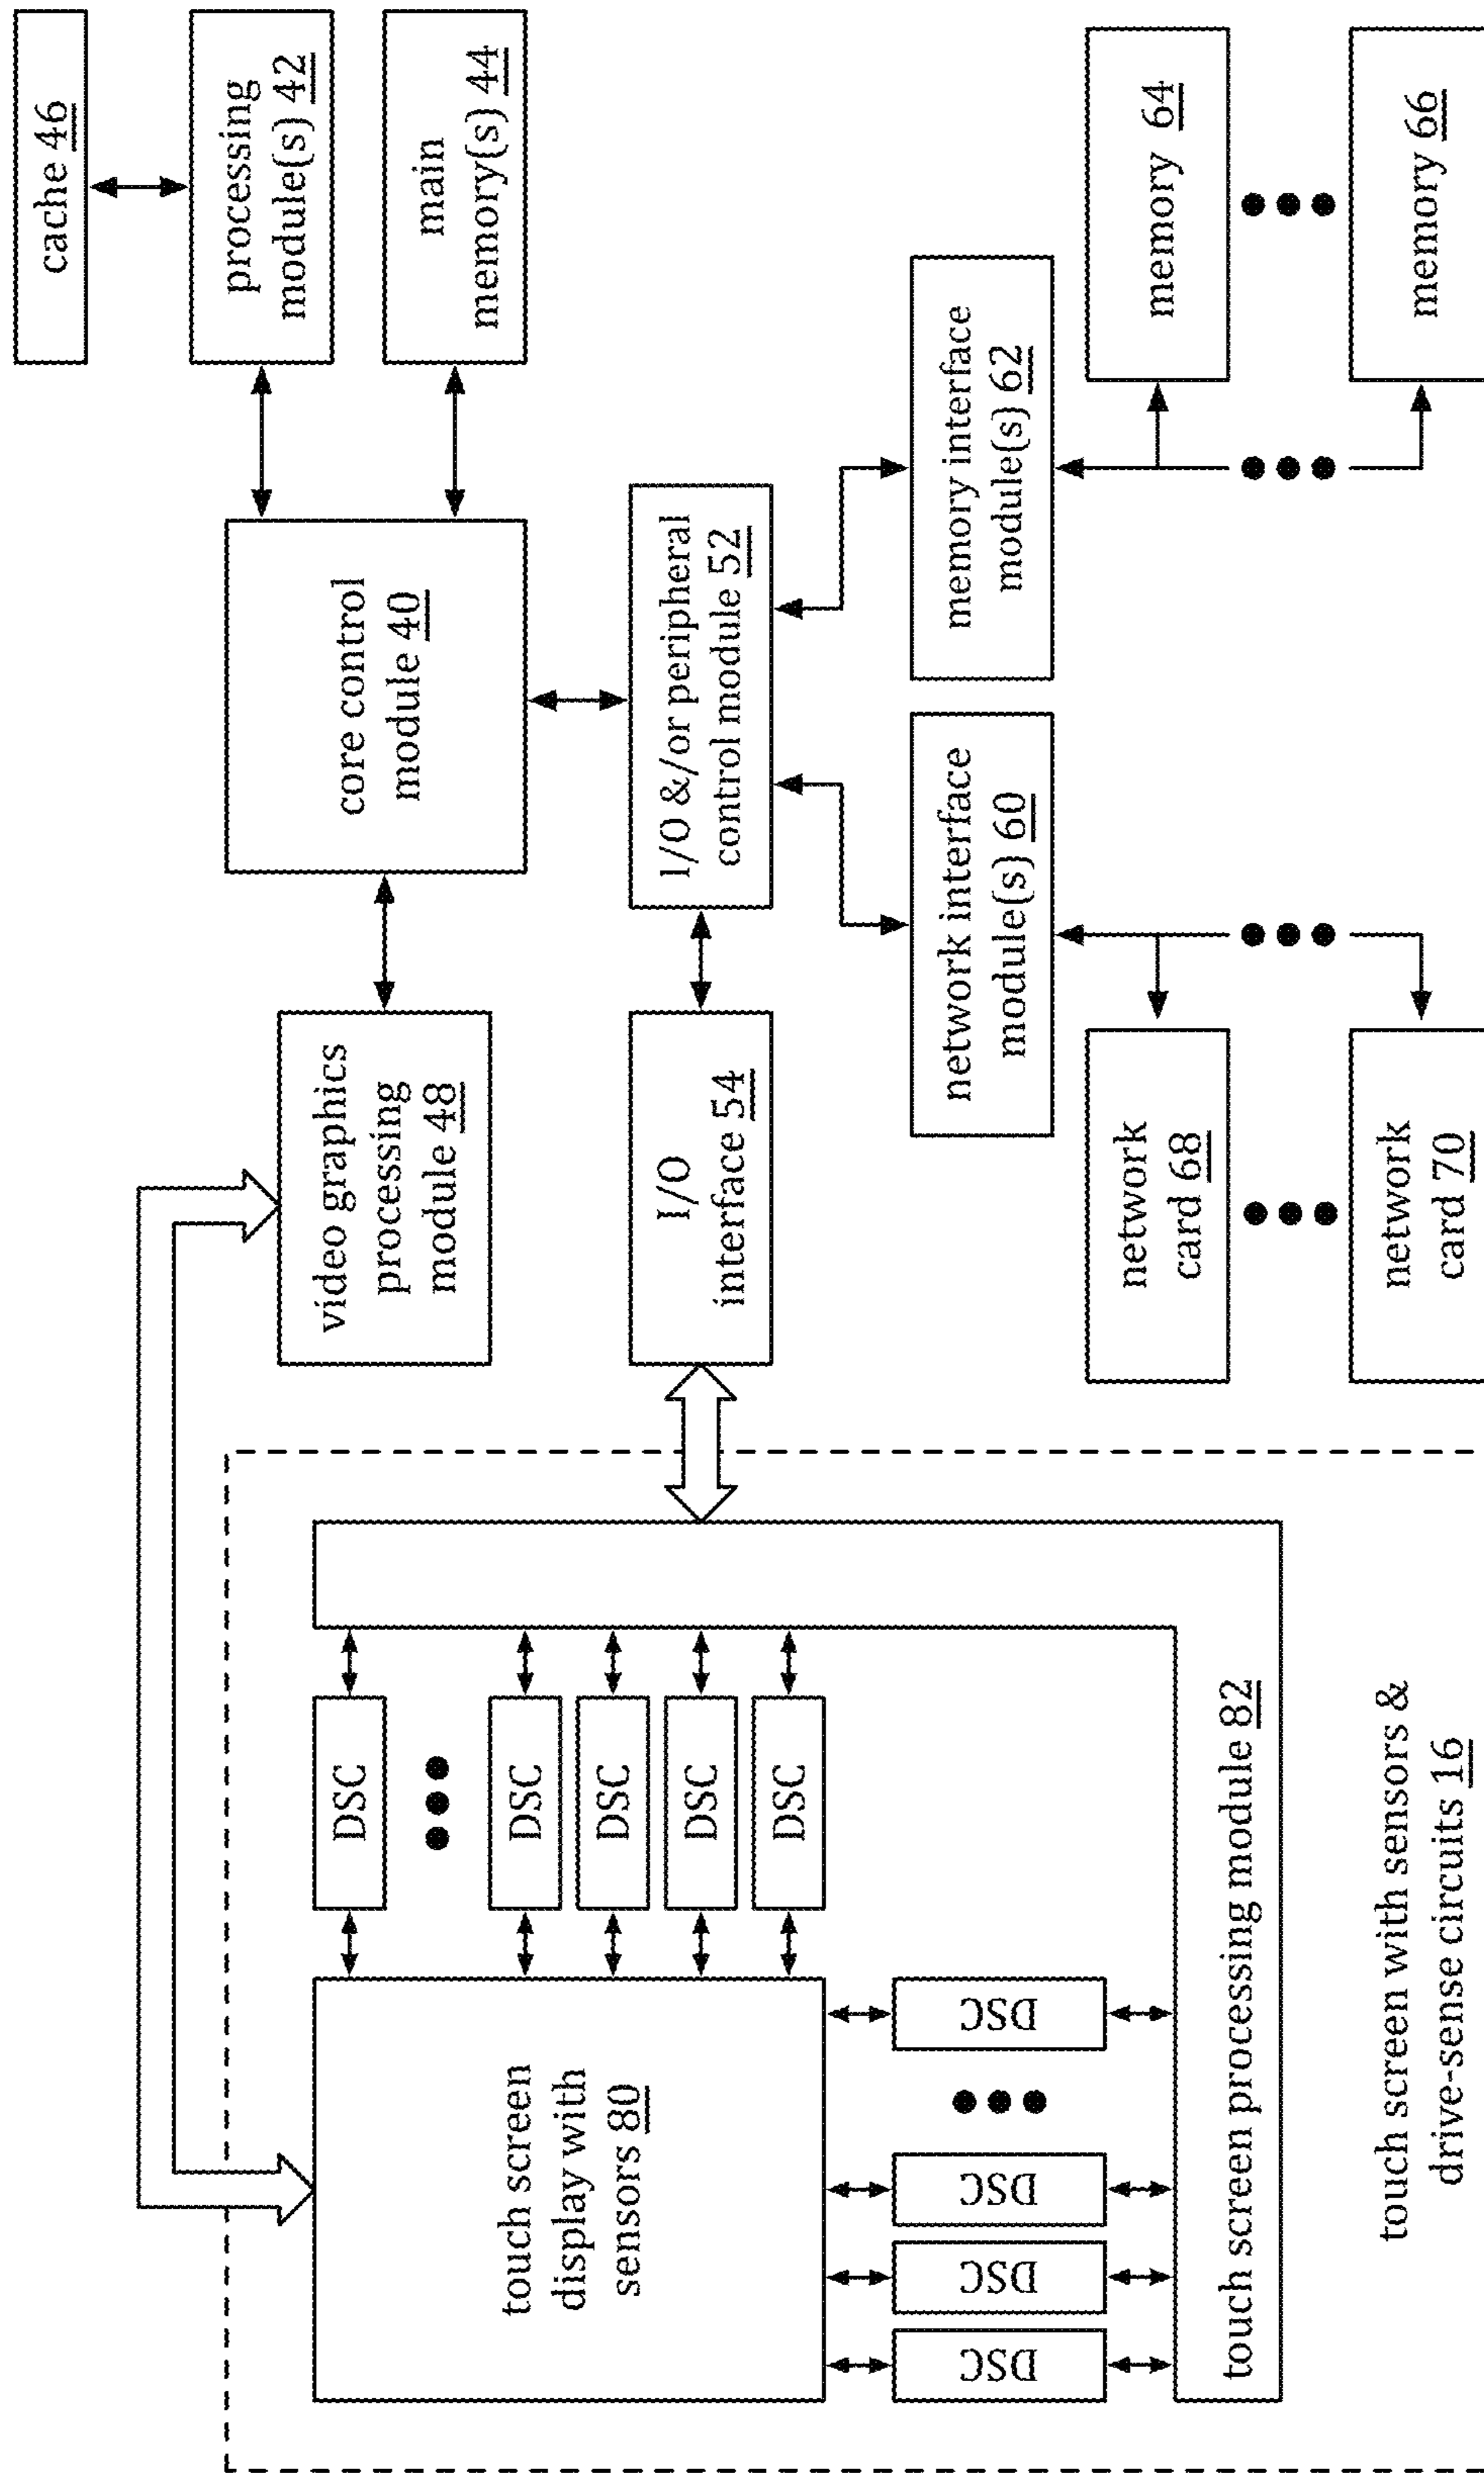 cache 46
processing
module(s) 42
main
memory(s) 44
core control
module 40
video graphics
processing
module 48
I/O &/or peripheral
control module 52
I/O
interface 54
memory interface
module(s) 62
network interface
module(s) 60
memory 64
memory 66
network
card 68
network
card 70
touch screen
display with
sensors 80
DSC
DSC
DSC
DSC
DSC
DSC
DSC
DSC
DSC
touch screen processing module 82
touch screen with sensors &
drive-sense circuits 16